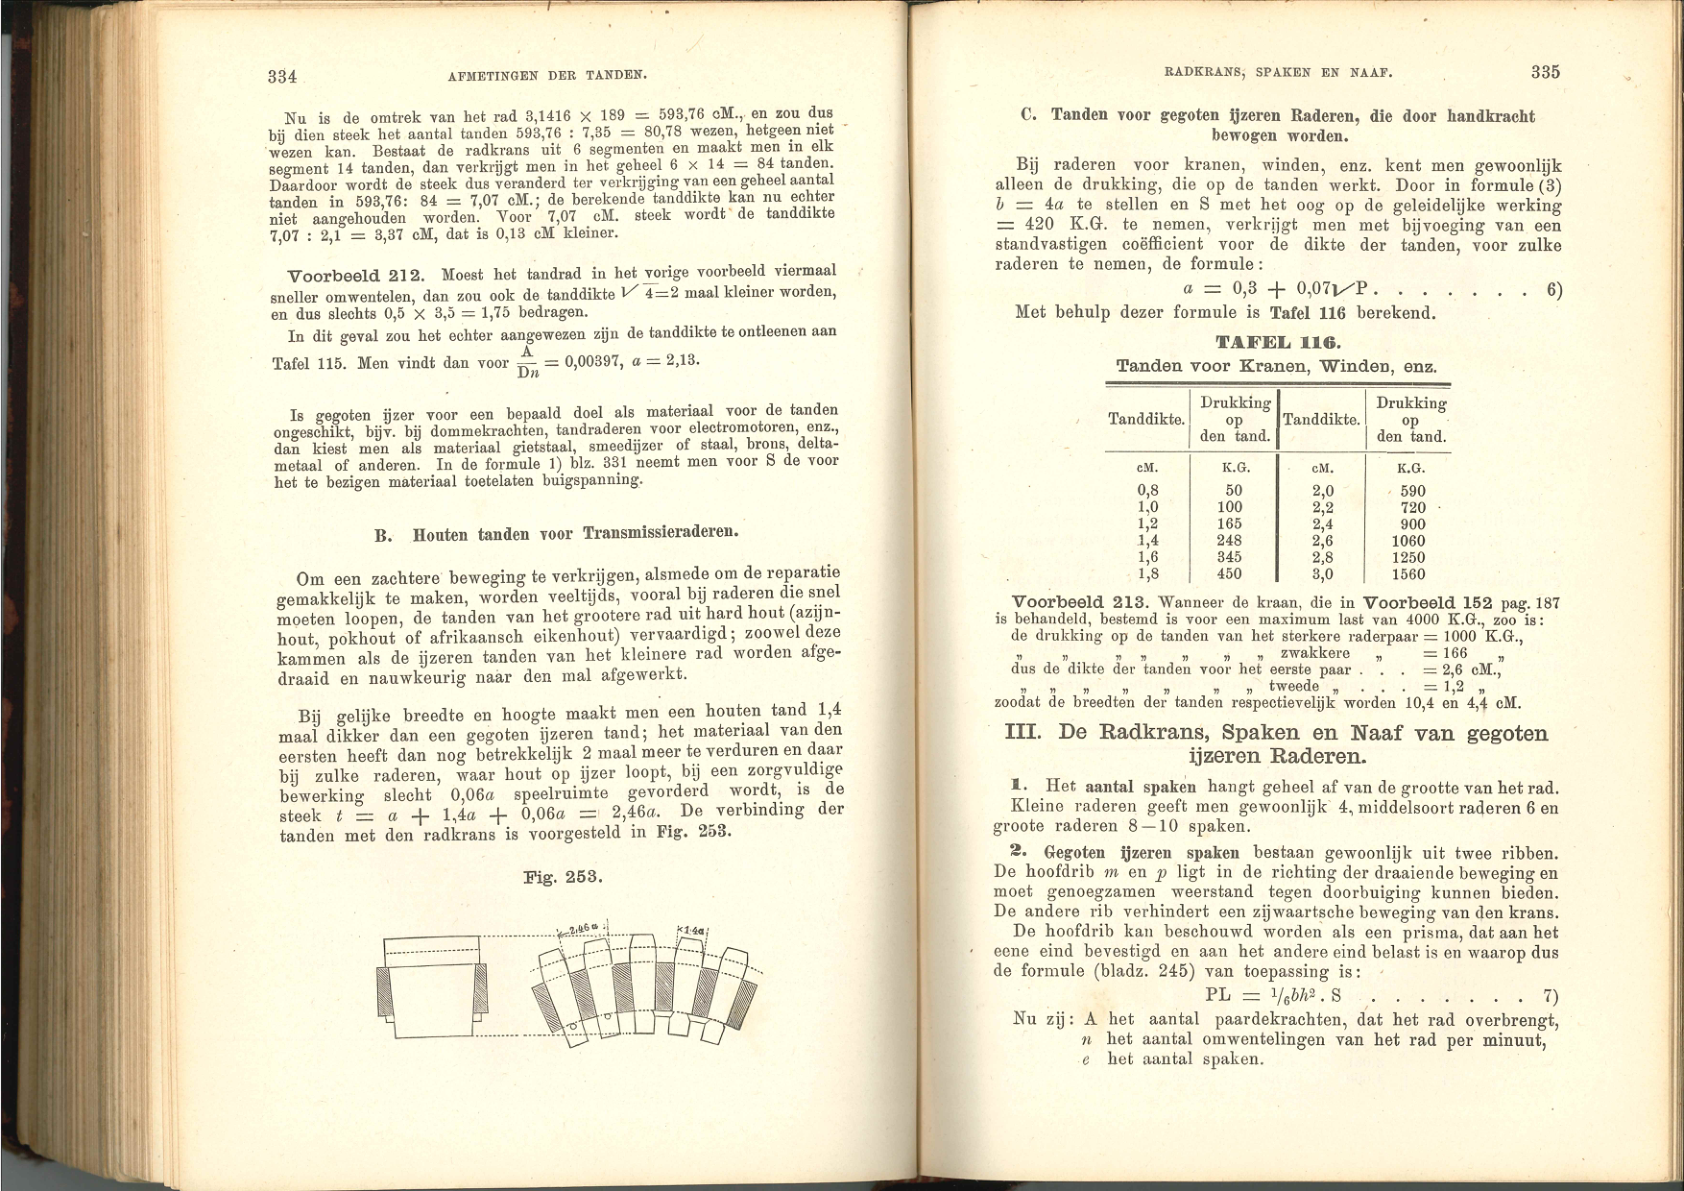 334
AFMETINGEN DER TANDEN.
Nu is de omtrek van het rad 3,1416 × 189 = 593,76 cM., en zou dus
bij dien steek het aantal tanden 593,76 : 7,35 = 80,78 wezen, hetgeen niet
wezen kan. Bestaat de radkrans uit 6 segmenten en maakt men in elk
segment 14 tanden, dan verkrijgt men in het geheel 6 × 14 = 84 tanden.
Daardoor wordt de steek dus veranderd ter verkrijging van een geheel aantal
tanden in 593,76: 84 = 7,07 cM.; de berekende tanddikte kan nu echter
niet aangehouden worden. Voor 7,07 cM. steek wordt de tanddikte
7,07 : 2,1 = 3,37 cM, dat is 0,13 cM kleiner.
Voorbeeld 212. Moest het tandrad in het vorige voorbeeld viermaal
sneller omwentelen, dan zou ook de tanddikte √4=2 maal kleiner worden,
en dus slechts 0,5 × 3,5 = 1,75 bedragen.
In dit geval zou het echter aangewezen zijn de tanddikte te ontleenen aan
Tafel 115. Men vindt dan voor A/Dn = 0,00397, a = 2,13.
Is gegoten ijzer voor een bepaald doel als materiaal voor de tanden
ongeschikt, bijv. bij dommekrachten, tandraderen voor electromotoren, enz.,
dan kiest men als materiaal gietstaal, smeedijzer of staal, brons, delta-
metaal of anderen. In de formule 1) blz. 331 neemt men voor S de voor
het te bezigen materiaal toetelaten buigspanning.
B. Houten tanden voor Transmissieraderen.
Om een zachtere beweging te verkrijgen, alsmede om de reparatie
gemakkelijk te maken, worden veeltijds, vooral bij raderen die snel
moeten loopen, de tanden van het grootere rad uit hard hout (azijn-
hout, pokhout of afrikaansch eikenhout) vervaardigd; zoowel deze
kammen als de ijzeren tanden van het kleinere rad worden afge-
draaid en nauwkeurig naar den mal afgewerkt.
Bij gelijke breedte en hoogte maakt men een houten tand 1,4
maal dikker dan een gegoten ijzeren tand; het materiaal van den
eersten heeft dan nog betrekkelijk 2 maal meer te verduren en daar
bij zulke raderen, waar hout op ijzer loopt, bij een zorgvuldige
bewerking slecht 0,06a speelruimte gevorderd wordt, is de
steek t = a + 1,4a + 0,06a = 2,46a. De verbinding der
tanden met den radkrans is voorgesteld in Fig. 253.
Fig. 253.
2,46 a
1.4a
RADKRANS, SPAKEN EN NAAF.
335
C. Tanden voor gegoten ijzeren Raderen, die door handkracht
bewogen worden.
Bij raderen voor kranen, winden, enz. kent men gewoonlijk
alleen de drukking, die op de tanden werkt. Door in formule (3)
b = 4a te stellen en S met het oog op de geleidelijke werking
= 420 K.G. te nemen, verkrijgt men met bijvoeging van een
standvastigen coëfficient voor de dikte der tanden, voor zulke
raderen te nemen, de formule:
a = 0,3 + 0,07√P . . . . . . . . 6)
Met behulp dezer formule is Tafel 116 berekend.
TAFEL 116.
Tanden voor Kranen, Winden, enz.
Tanddikte. Drukking op den tand. Tanddikte. Drukking op den tand.
cM. K.G. cM. K.G.
0,8 50 2,0 590
1,0 100 2,2 720
1,2 165 2,4 900
1,4 248 2,6 1060
1,6 345 2,8 1250
1,8 450 3,0 1560
Voorbeeld 213. Wanneer de kraan, die in Voorbeeld 152 pag. 187
is behandeld, bestemd is voor een maximum last van 4000 K.G., zoo is:
de drukking op de tanden van het sterkere raderpaar = 1000 K.G.,
„ „ „ „ „ „ „ zwakkere „ = 166 „
dus de dikte der tanden voor het eerste paar . . . = 2,6 cM.,
„ „ „ „ „ „ „ tweede „ . . . = 1,2 „
zoodat de breedten der tanden respectievelijk worden 10,4 en 4,4 cM.
III. De Radkrans, Spaken en Naaf van gegoten
ijzeren Raderen.
1. Het aantal spaken hangt geheel af van de grootte van het rad.
Kleine raderen geeft men gewoonlijk 4, middelsoort raderen 6 en
groote raderen 8—10 spaken.
2. Gegoten ijzeren spaken bestaan gewoonlijk uit twee ribben.
De hoofdrib m en p ligt in de richting der draaiende beweging en
moet genoegzamen weerstand tegen doorbuiging kunnen bieden.
De andere rib verhindert een zijwaartsche beweging van den krans.
De hoofdrib kan beschouwd worden als een prisma, dat aan het
eene eind bevestigd en aan het andere eind belast is en waarop dus
de formule (bladz. 245) van toepassing is:
PL = 1/6bh². S . . . . . . . . 7)
Nu zij: A het aantal paardekrachten, dat het rad overbrengt,
n het aantal omwentelingen van het rad per minuut,
e het aantal spaken.